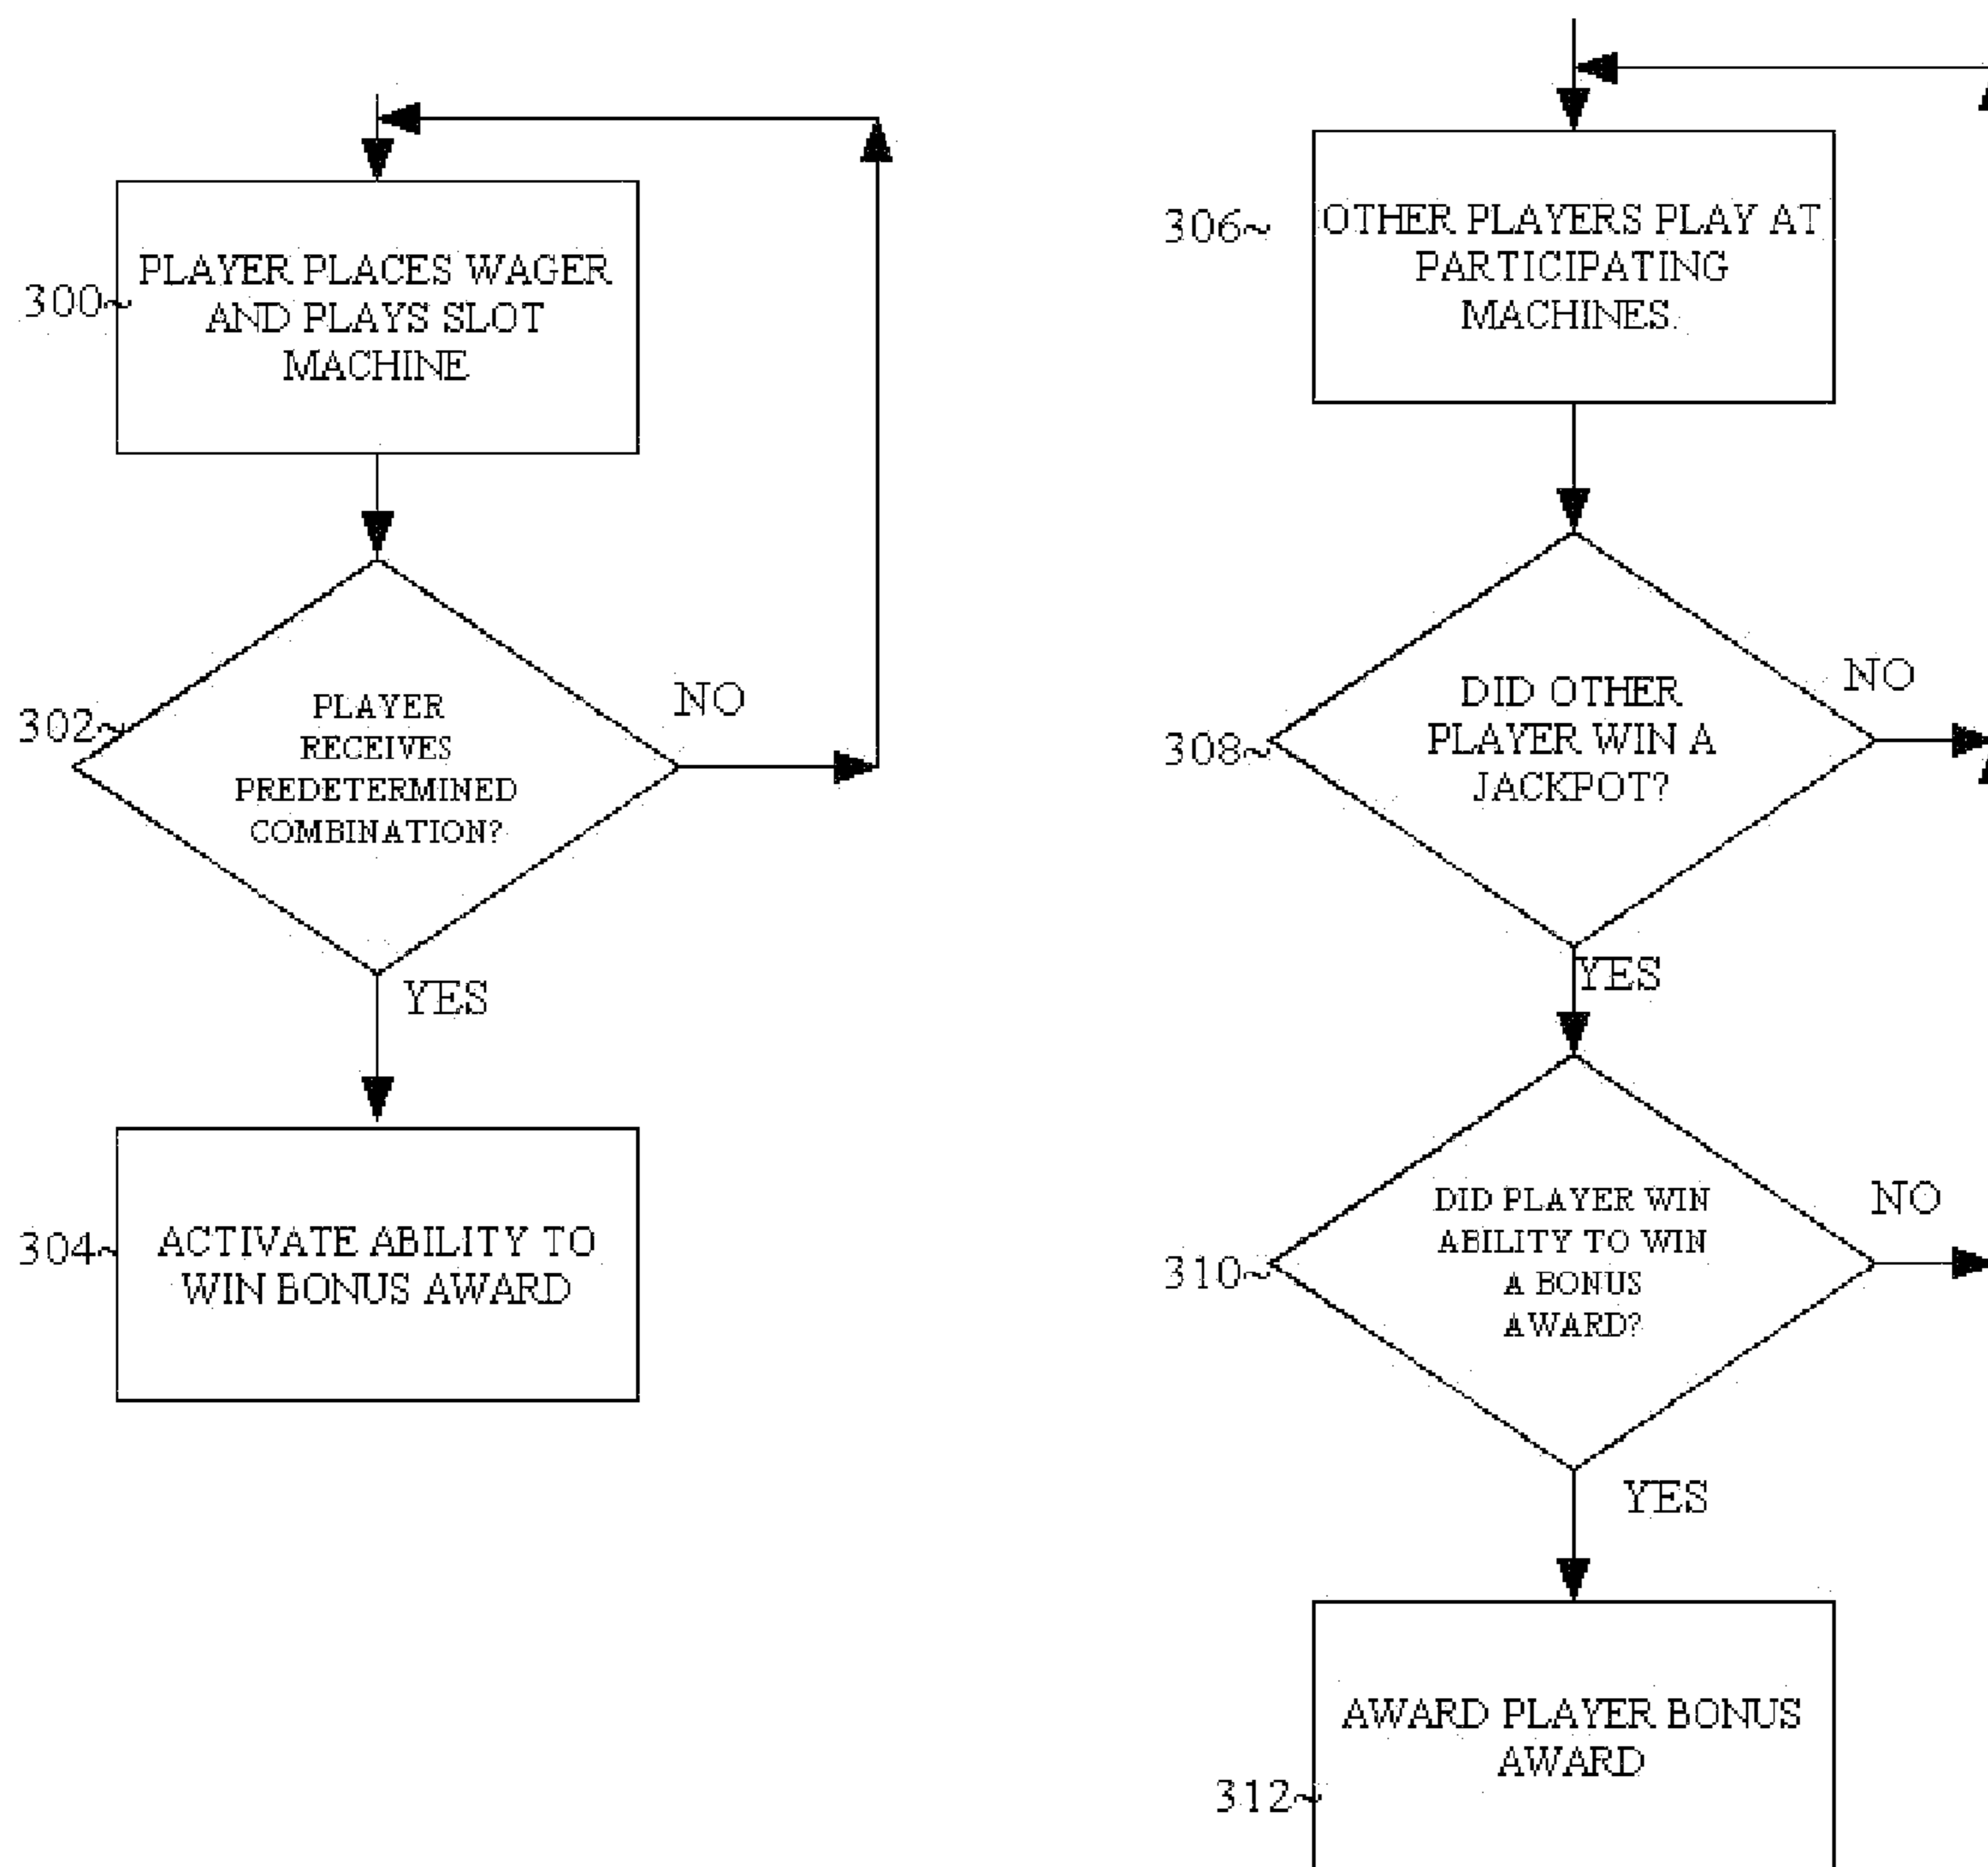 300~
PLAYER PLACES WAGER
AND PLAYS SLOT
MACHINE
302~
PLAYER
RECEIVES
PREDETERMINED
COMBINATION?
NO
YES
304~
ACTIVATE ABILITY TO
WIN BONUS AWARD
306~
OTHER PLAYERS PLAY AT
PARTICIPATING
MACHINES.
308~
DID OTHER
PLAYER WIN A
JACKPOT?
NO
YES
310~
DID PLAYER WIN
ABILITY TO WIN
A BONUS
AWARD?
NO
YES
AWARD PLAYER BONUS
AWARD
312~